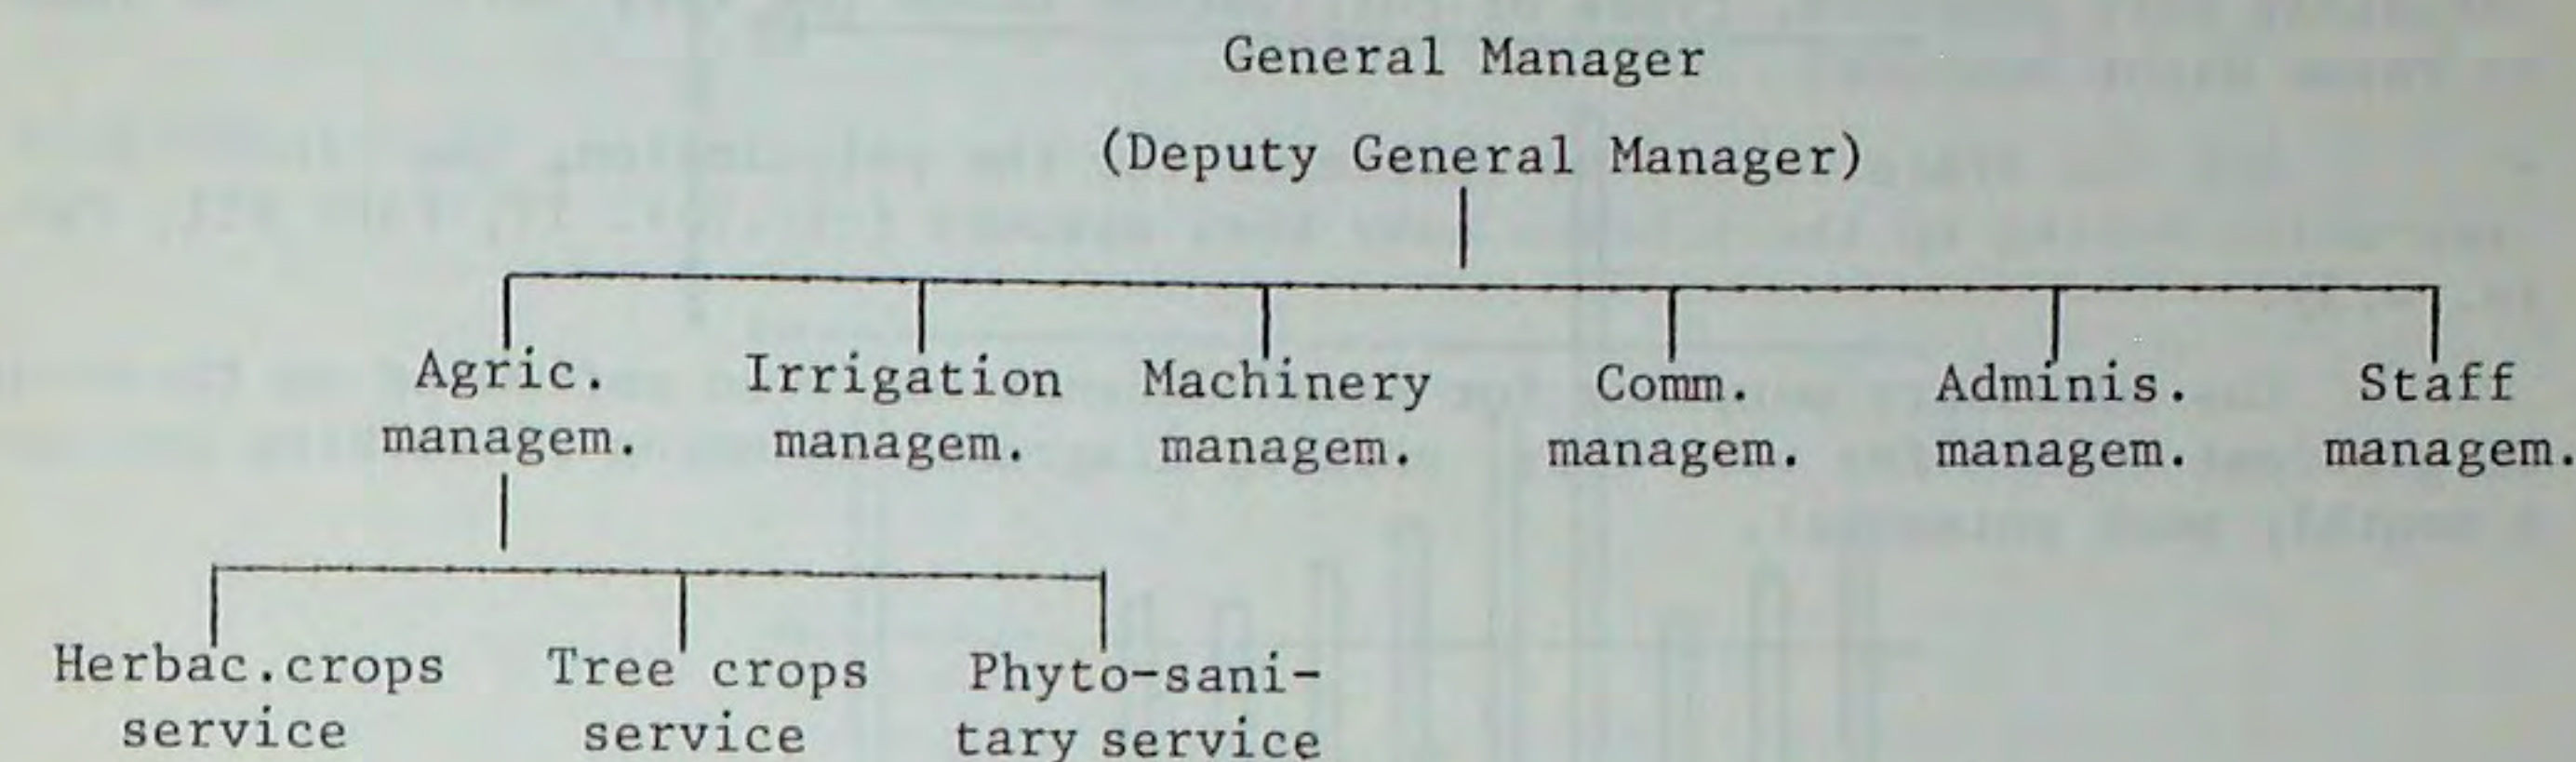 General Manager
(Deputy General Manager)
Agric. Irrigation Machinery Comm. Adminis. Staff
managem. managem. managem. managem. managem. managem.
Herbac.crops Tree crops Phyto-sani-
service service tary service